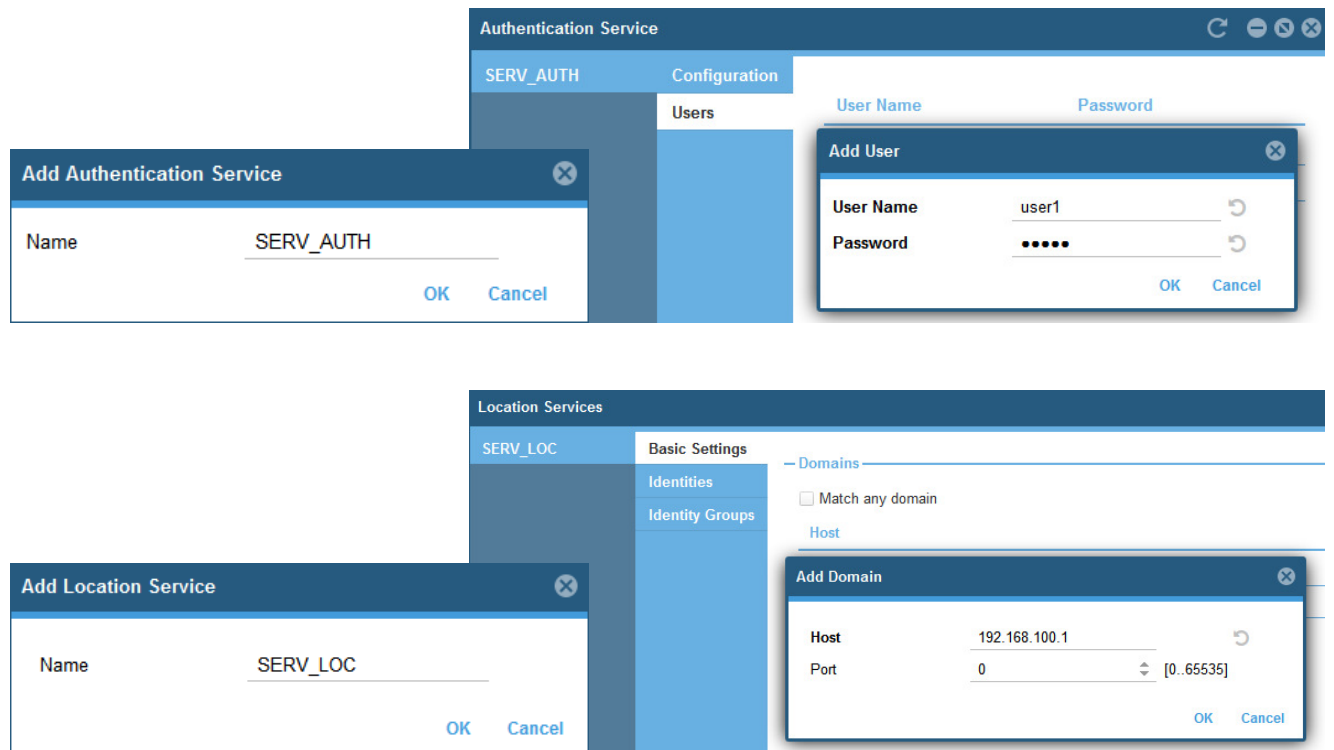 Authentication Service
SERV_AUTH
Configuration
Users
User Name Password
Add User
User Name user1
Password •••••
OK Cancel
Add Authentication Service
Name SERV_AUTH
OK Cancel
Location Services
SERV_LOC
Basic Settings
Identities
Identity Groups
Domains
Match any domain
Host
Add Domain
Host 192.168.100.1
Port 0 [0..65535]
OK Cancel
Add Location Service
Name SERV_LOC
OK Cancel